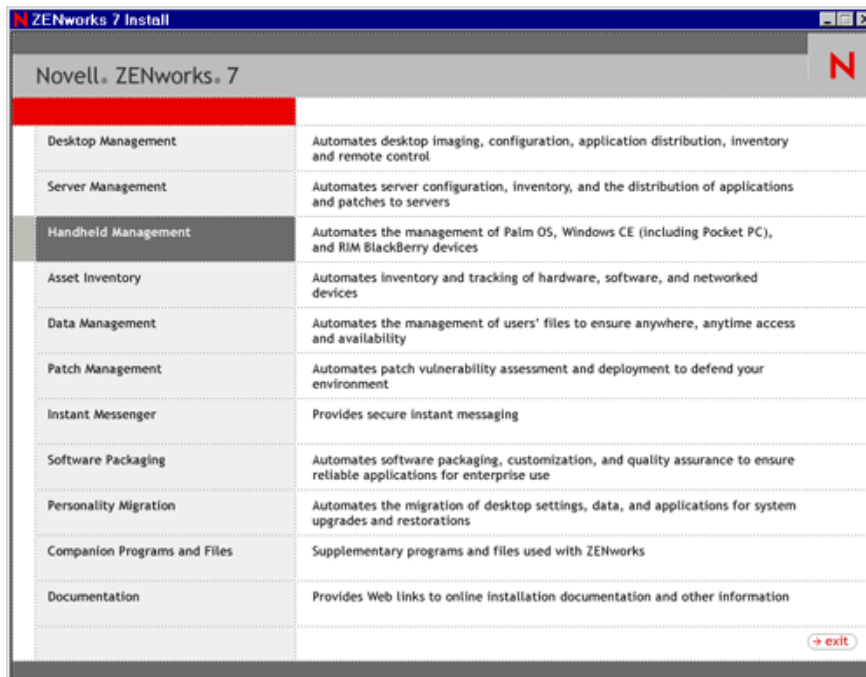 N ZENworks 7 Install
Novell® ZENworks® 7
N
Desktop Management
Automates desktop imaging, configuration, application distribution, inventory
and remote control
Server Management
Automates server configuration, inventory, and the distribution of applications
and patches to servers
Handheld Management
Automates the management of Palm OS, Windows CE (including Pocket PC),
and RIM BlackBerry devices
Asset Inventory
Automates inventory and tracking of hardware, software, and networked
devices
Data Management
Automates the management of users' files to ensure anywhere, anytime access
and availability
Patch Management
Automates patch vulnerability assessment and deployment to defend your
environment
Instant Messenger
Provides secure instant messaging
Software Packaging
Automates software packaging, customization, and quality assurance to ensure
reliable applications for enterprise use
Personality Migration
Automates the migration of desktop settings, data, and applications for system
upgrades and restorations
Companion Programs and Files
Supplementary programs and files used with ZENworks
Documentation
Provides Web links to online installation documentation and other information
exit